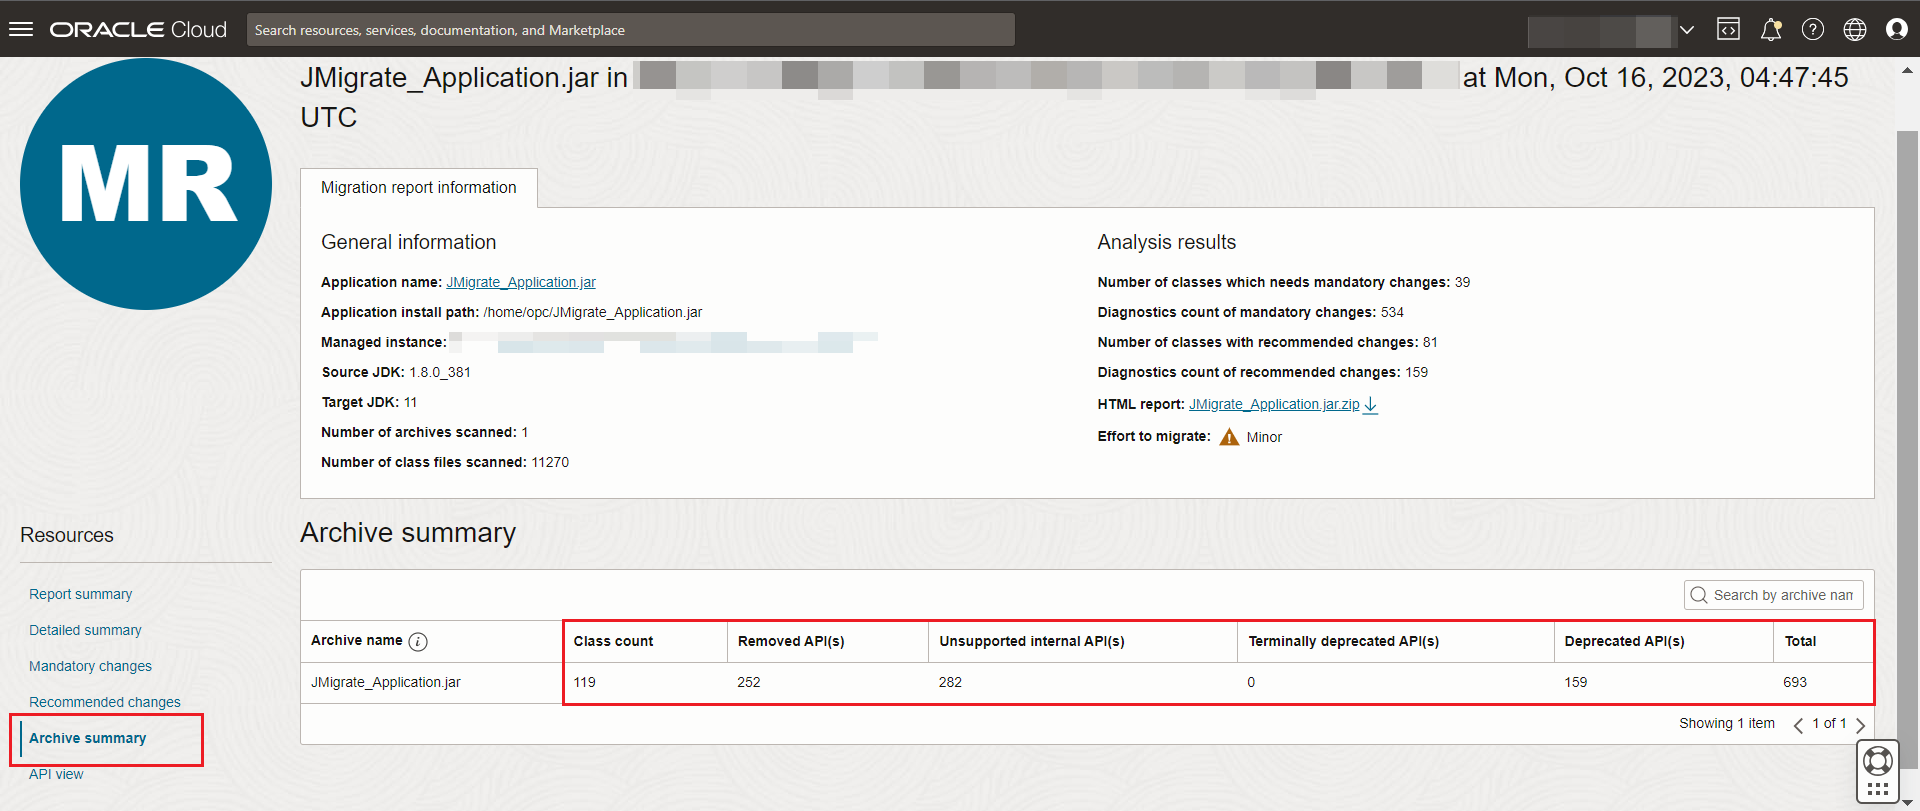 ORACLE Cloud
Search resources, services, documentation, and Marketplace
MR
JMigrate_Application.jar in at Mon, Oct 16, 2023, 04:47:45
UTC
Migration report information
General information
Application name: JMigrate_Application.jar
Application install path: /home/opc/JMigrate_Application.jar
Managed instance:
Source JDK: 1.8.0_381
Target JDK: 11
Number of archives scanned: 1
Number of class files scanned: 11270
Analysis results
Number of classes which needs mandatory changes: 39
Diagnostics count of mandatory changes: 534
Number of classes with recommended changes: 81
Diagnostics count of recommended changes: 159
HTML report: JMigrate_Application.jar.zip
Effort to migrate: Minor
Resources
Report summary
Detailed summary
Mandatory changes
Recommended changes
Archive summary
API view
Archive summary
Search by archive nam
Archive name Class count Removed API(s) Unsupported internal API(s) Terminally deprecated API(s) Deprecated API(s) Total
JMigrate_Application.jar 119 252 282 0 159 693
Showing 1 item 1 of 1